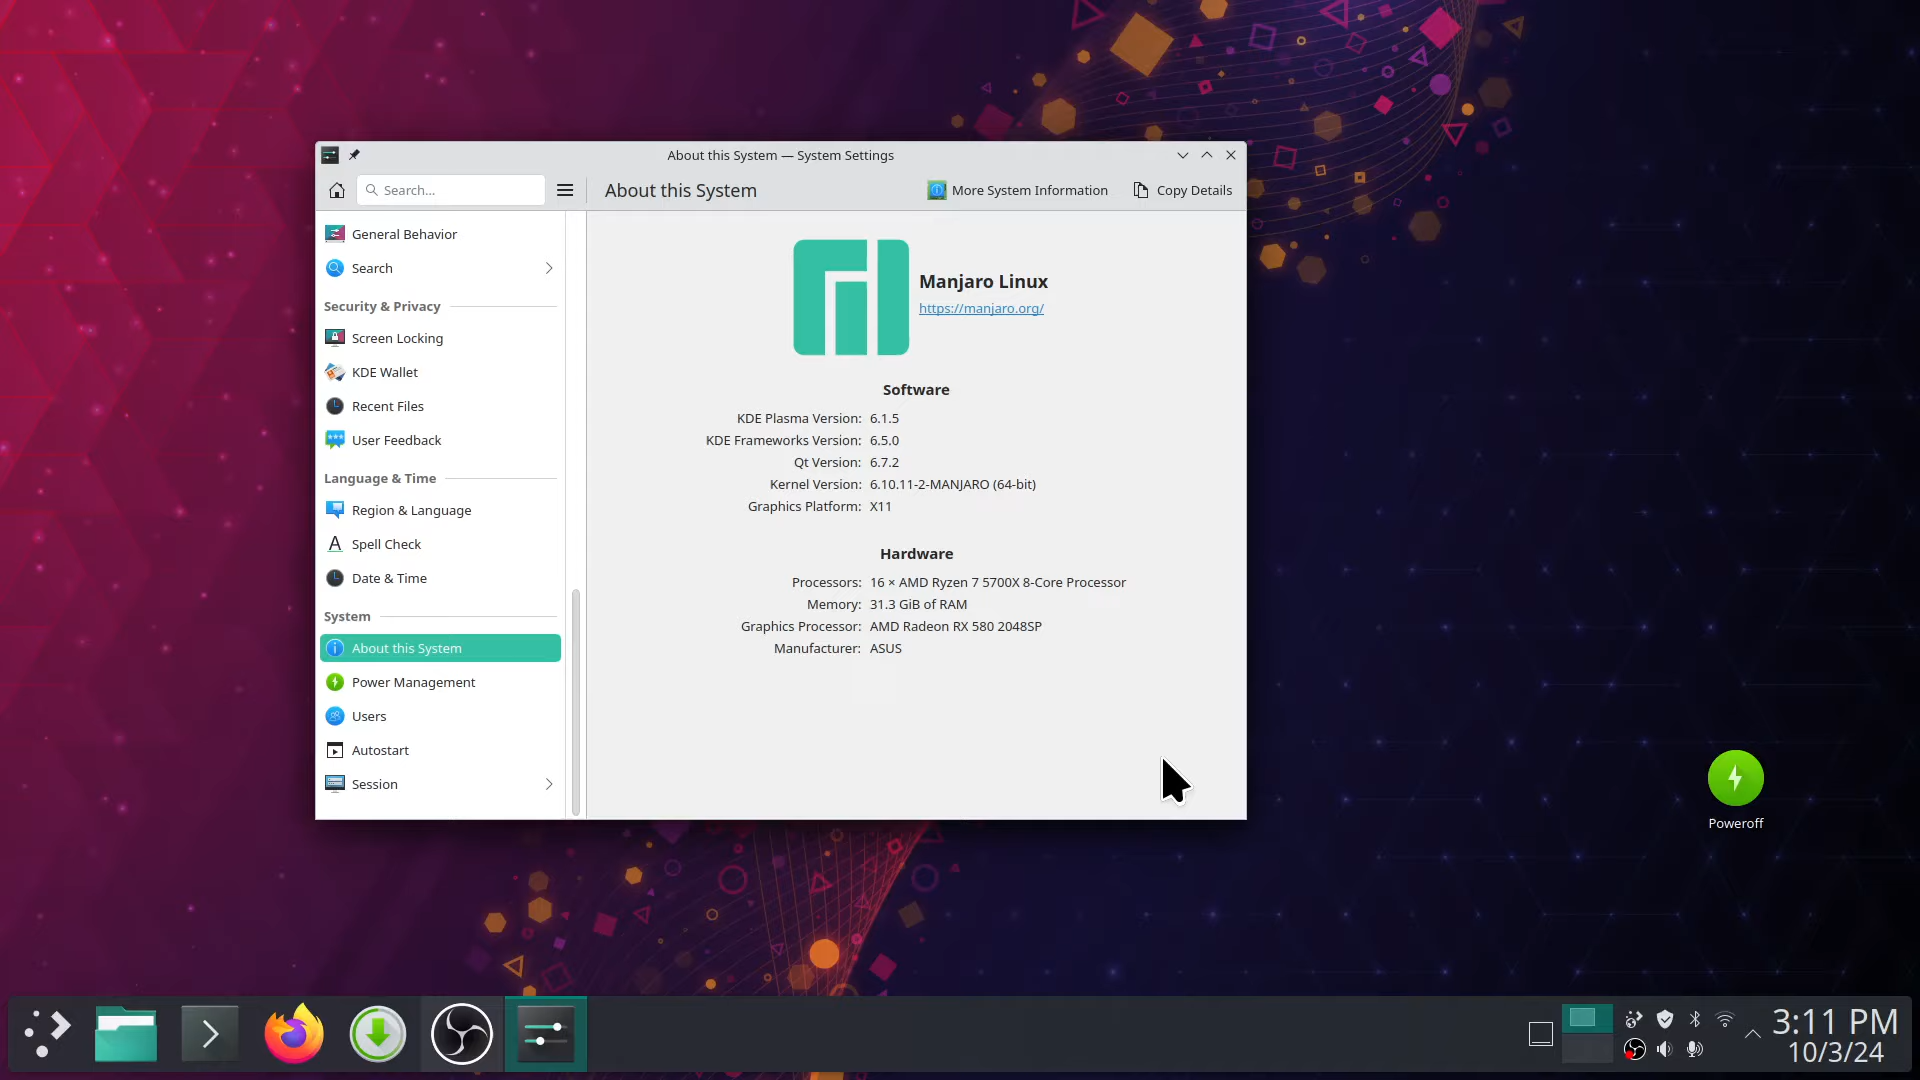 About this System — System Settings
Search...
About this System
More System Information
Copy Details
General Behavior
Search
Security & Privacy
Screen Locking
KDE Wallet
Recent Files
User Feedback
Language & Time
Region & Language
A Spell Check
Date & Time
System
About this System
Power Management
Users
Autostart
Session
Manjaro Linux
https://manjaro.org/
Software
KDE Plasma Version: 6.1.5
KDE Frameworks Version: 6.5.0
Qt Version: 6.7.2
Kernel Version: 6.10.11-2-MANJARO (64-bit)
Graphics Platform: X11
Hardware
Processors: 16 × AMD Ryzen 7 5700X 8-Core Processor
Memory: 31.3 GiB of RAM
Graphics Processor: AMD Radeon RX 580 2048SP
Manufacturer: ASUS
Poweroff
3:11 PM
10/3/24